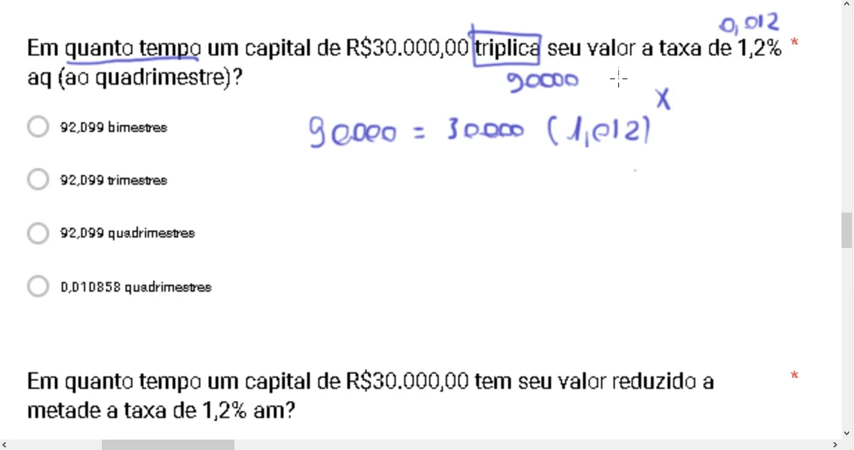 0,012
Em quanto tempo um capital de R$30.000,00 triplica seu valor a taxa de 1,2% *
aq (ao quadrimestre)?
90000
90000 = 30000 (1,012)^x
92,099 bimestres
92,099 trimestres
92,099 quadrimestres
0,010858 quadrimestres
Em quanto tempo um capital de R$30.000,00 tem seu valor reduzido a *
metade a taxa de 1,2% am?